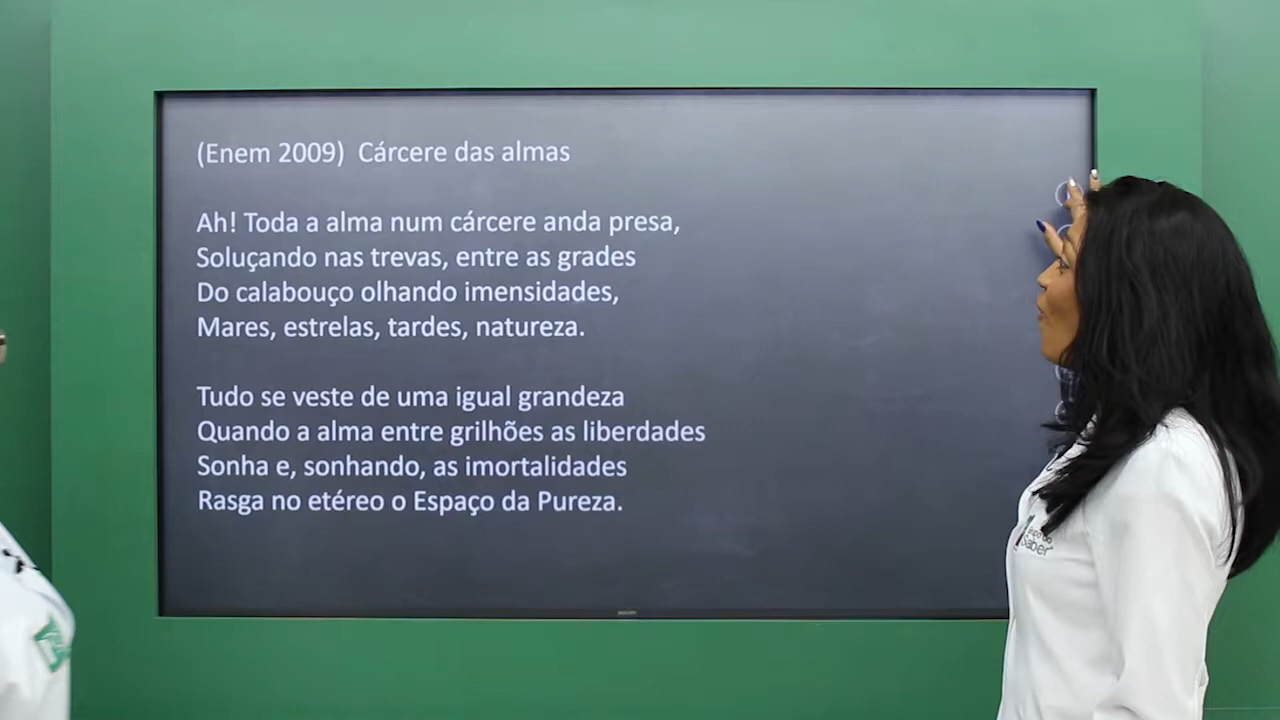 (Enem 2009) Cárcere das almas
Ah! Toda a alma num cárcere anda presa,
Soluçando nas trevas, entre as grades
Do calabouço olhando imensidades,
Mares, estrelas, tardes, natureza.
Tudo se veste de uma igual grandeza
Quando a alma entre grilhões as liberdades
Sonha e, sonhando, as imortalidades
Rasga no etéreo o Espaço da Pureza.
Saber